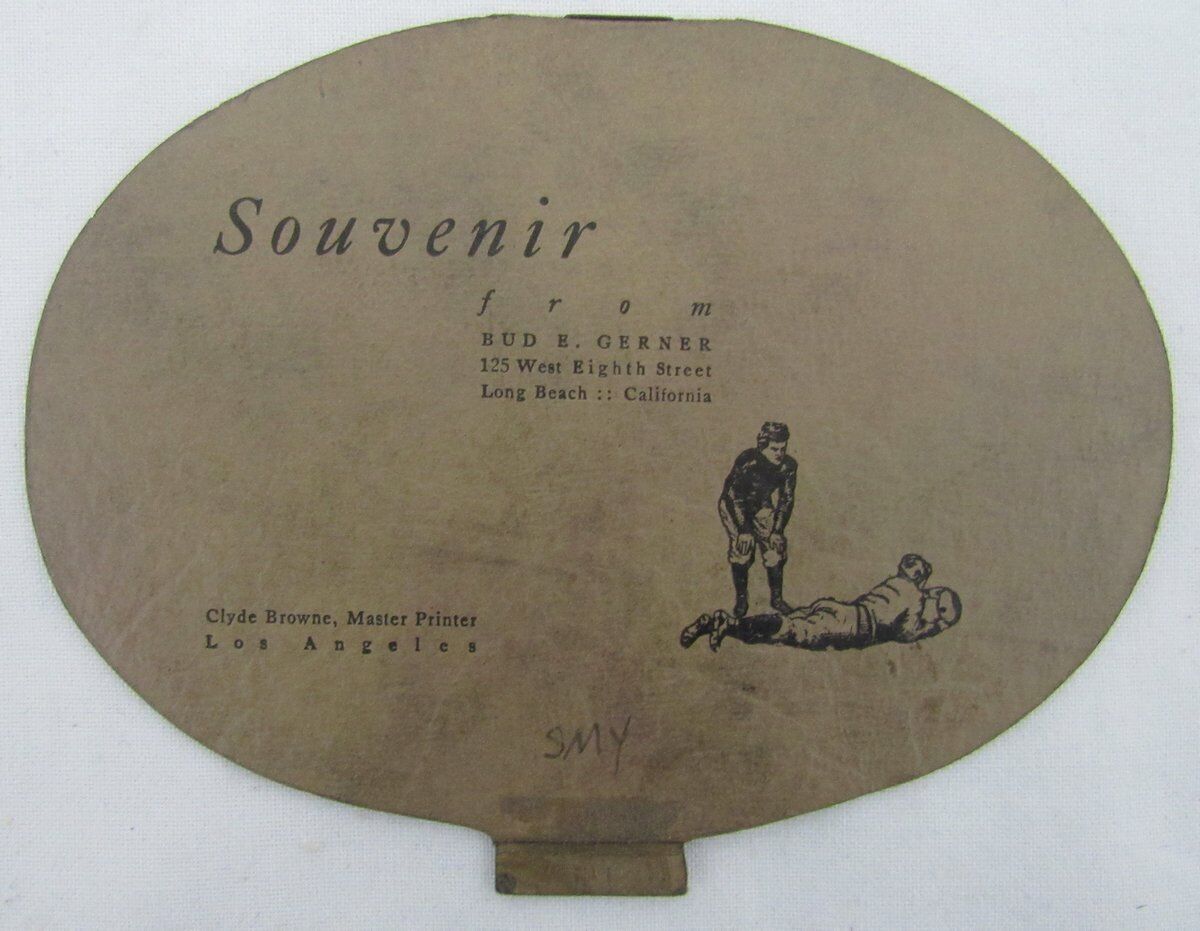 Souvenir
from
BUD E. GERNER
125 West Eighth Street
Long Beach :: California
Clyde Browne, Master Printer
Los Angeles
SMY